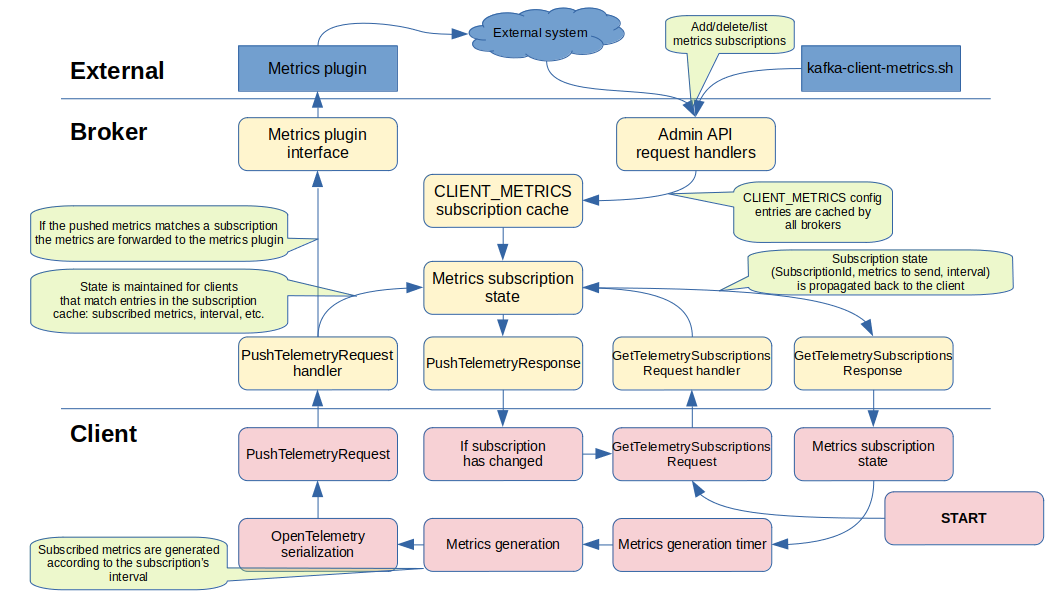 External system
Add/delete/list
metrics subscriptions
External
Metrics plugin
kafka-client-metrics.sh
Broker
Metrics plugin
interface
Admin API
request handlers
CLIENT_METRICS
subscription cache
CLIENT_METRICS config
entries are cached by
all brokers
If the pushed metrics matches a subscription
the metrics are forwarded to the metrics plugin
Metrics subscription
state
Subscription state
(SubscriptionId, metrics to send, interval)
is propagated back to the client
State is maintained for clients
that match entries in the subscription
cache: subscribed metrics, interval, etc.
PushTelemetryRequest
handler
PushTelemetryResponse
GetTelemetrySubscriptions
Request handler
GetTelemetrySubscriptions
Response
Client
PushTelemetryRequest
If subscription
has changed
GetTelemetrySubscriptions
Request
Metrics subscription
state
START
OpenTelemetry
serialization
Metrics generation
Metrics generation timer
Subscribed metrics are generated
according to the subscription's
interval